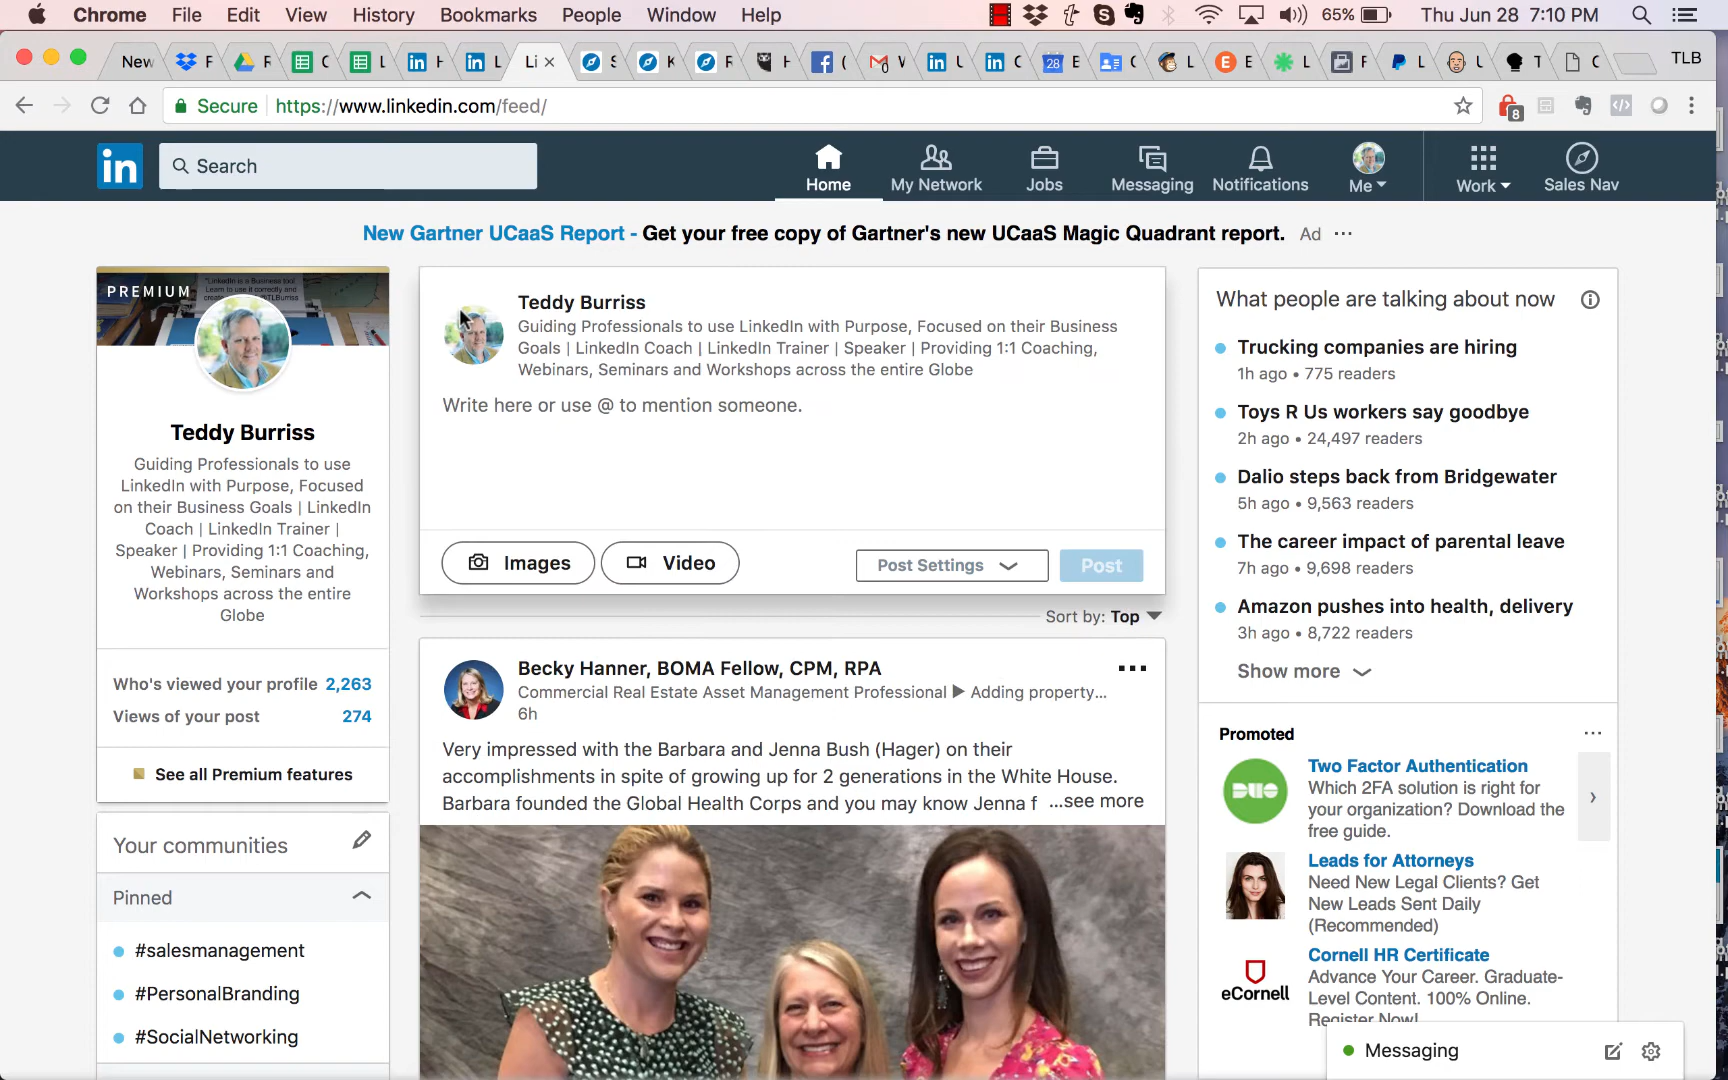 Chrome File Edit View History Bookmarks People Window Help 65% Thu Jun 28 7:10 PM
New F F C L in H in L Li × S K F H f ( V in U in C 28 E C L E E L F L U T C TLB
Secure https://www.linkedin.com/feed/ 8
in Search Home My Network Jobs Messaging Notifications Me Work Sales Nav
New Gartner UCaaS Report - Get your free copy of Gartner's new UCaaS Magic Quadrant report. Ad ...
PREMIUM
Teddy Burriss
Guiding Professionals to use
LinkedIn with Purpose, Focused
on their Business Goals | LinkedIn
Coach | LinkedIn Trainer |
Speaker | Providing 1:1 Coaching,
Webinars, Seminars and
Workshops across the entire
Globe
Who's viewed your profile 2,263
Views of your post 274
See all Premium features
Your communities
Pinned
#salesmanagement
#PersonalBranding
#SocialNetworking
Teddy Burriss
Guiding Professionals to use LinkedIn with Purpose, Focused on their Business
Goals | LinkedIn Coach | LinkedIn Trainer | Speaker | Providing 1:1 Coaching,
Webinars, Seminars and Workshops across the entire Globe
Write here or use @ to mention someone.
Images Video Post Settings Post
Sort by: Top
Becky Hanner, BOMA Fellow, CPM, RPA
Commercial Real Estate Asset Management Professional ▶ Adding property...
6h
Very impressed with the Barbara and Jenna Bush (Hager) on their
accomplishments in spite of growing up for 2 generations in the White House.
Barbara founded the Global Health Corps and you may know Jenna f ...see more
What people are talking about now
Trucking companies are hiring
1h ago • 775 readers
Toys R Us workers say goodbye
2h ago • 24,497 readers
Dalio steps back from Bridgewater
5h ago • 9,563 readers
The career impact of parental leave
7h ago • 9,698 readers
Amazon pushes into health, delivery
3h ago • 8,722 readers
Show more
Promoted
DUO
Two Factor Authentication
Which 2FA solution is right for
your organization? Download the
free guide.
Leads for Attorneys
Need New Legal Clients? Get
New Leads Sent Daily
(Recommended)
eCornell
Cornell HR Certificate
Advance Your Career. Graduate-
Level Content. 100% Online.
Register Now!
Messaging